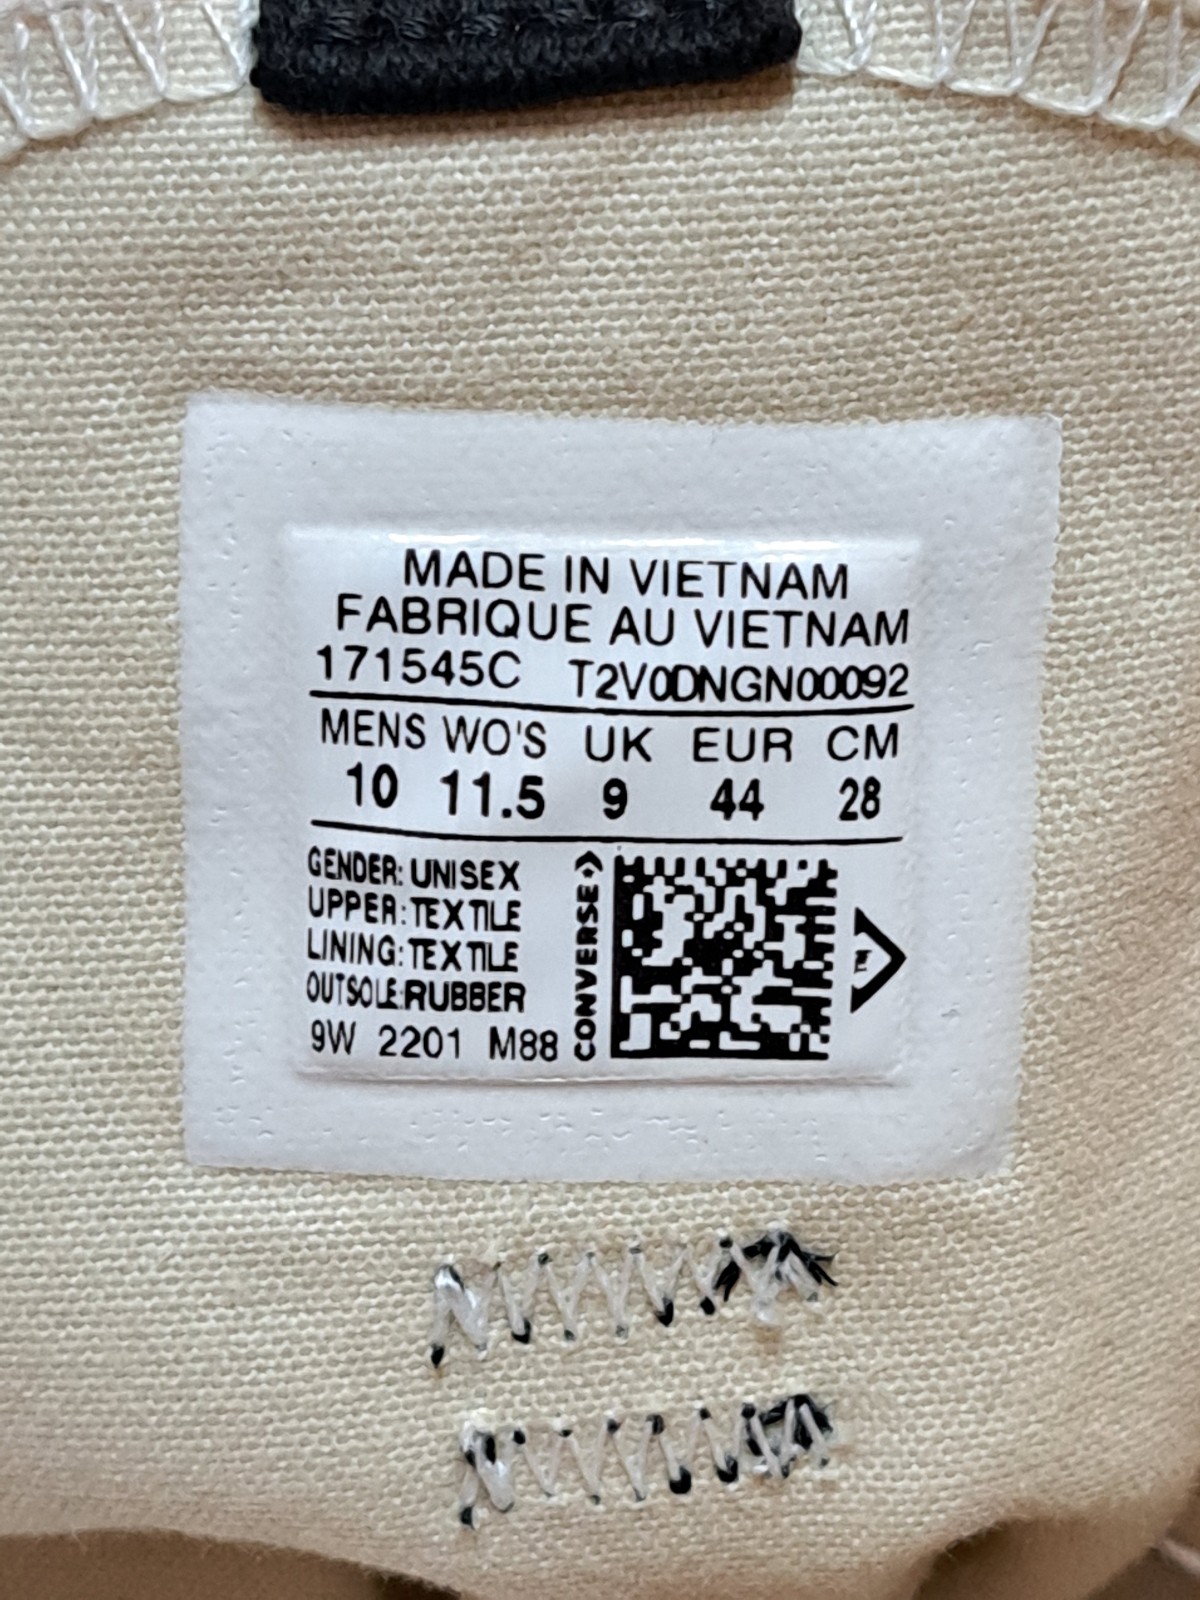 MADE IN VIETNAM
FABRIQUE AU VIETNAM
171545C T2V0DNGN00092
MENS WO'S UK EUR CM
10 11.5 9 44 28
GENDER: UNISEX
UPPER: TEXTILE
LINING: TEXTILE
OUTSOLE: RUBBER
9W 2201 M88
CONVERSE
TM